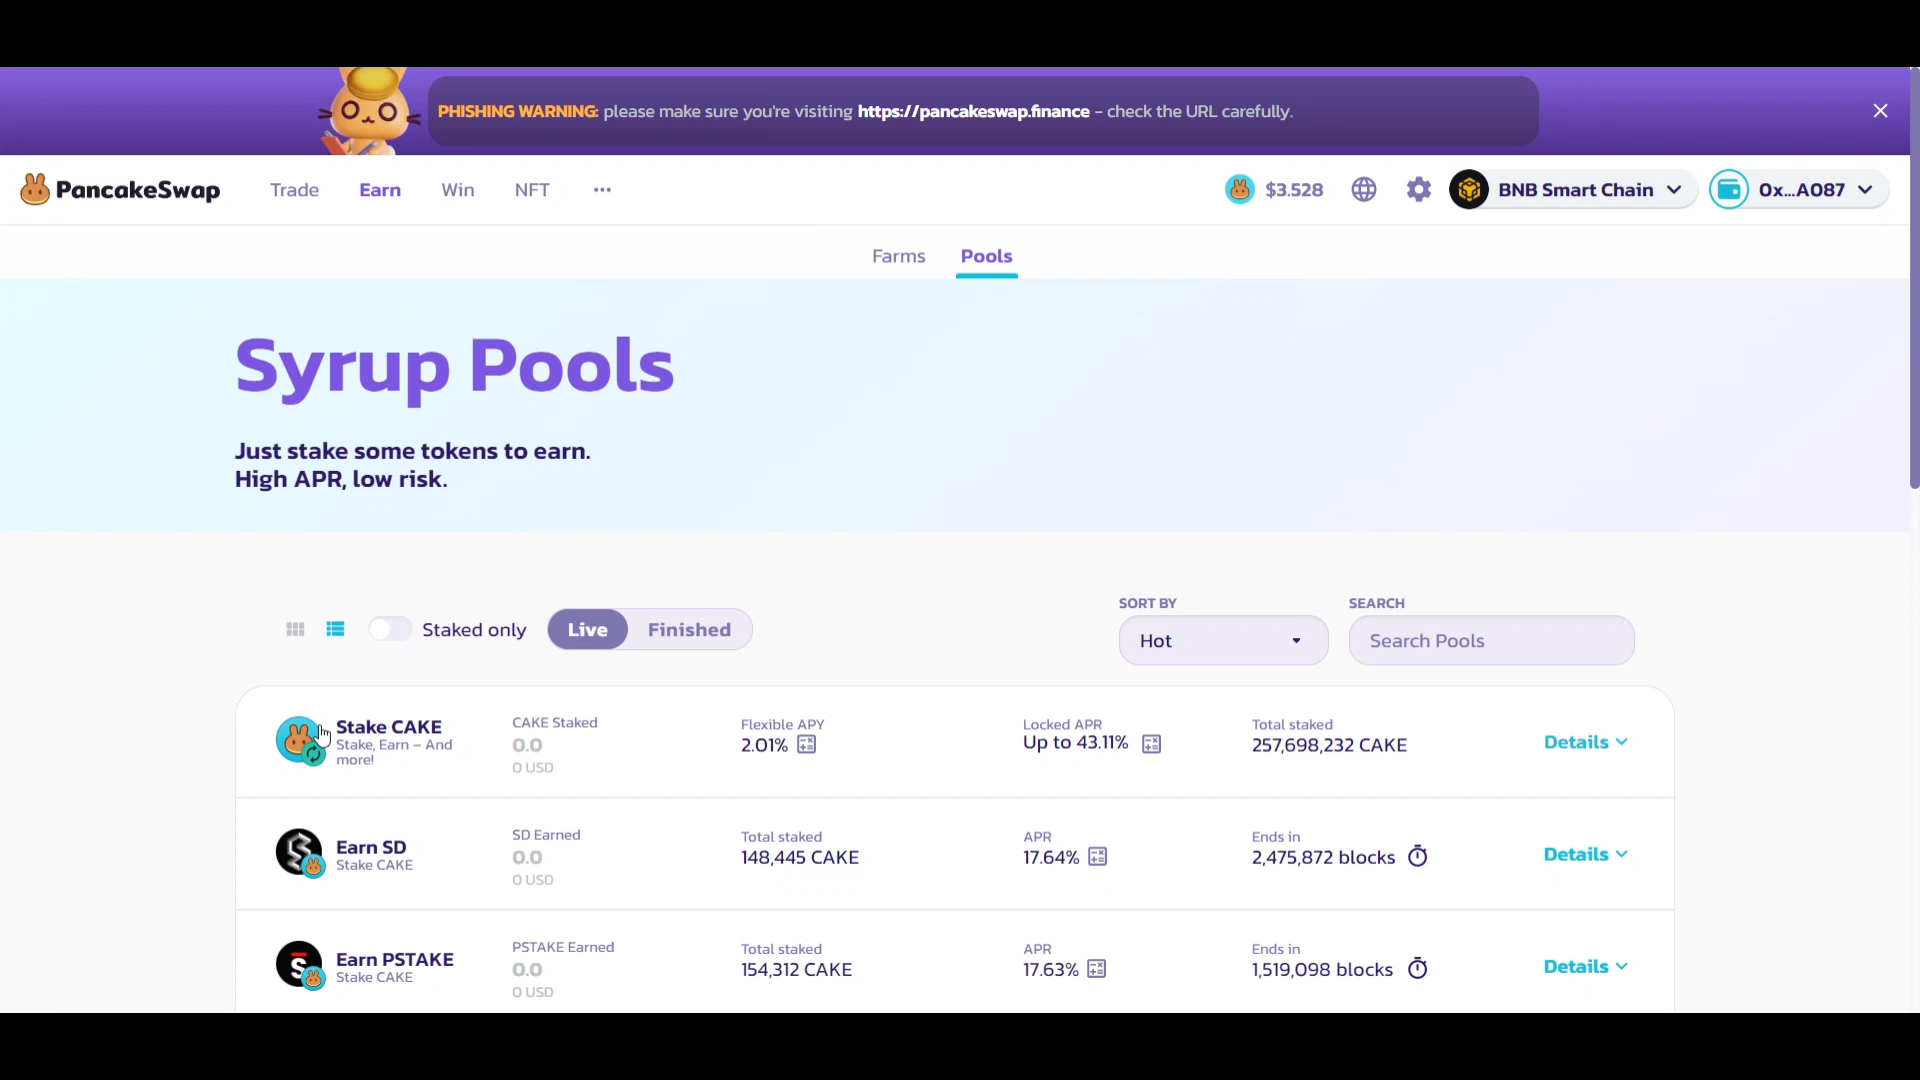 PHISHING WARNING: please make sure you're visiting https://pancakeswap.finance - check the URL carefully.
PancakeSwap Trade Earn Win NFT ••• $3.528 BNB Smart Chain 0x...A087
Farms Pools
Syrup Pools
Just stake some tokens to earn.
High APR, low risk.
SORT BY SEARCH
Staked only Live Finished Hot Search Pools
Stake CAKE
Stake, Earn – And
more!
CAKE Staked
0.0
0 USD
Flexible APY
2.01%
Locked APR
Up to 43.11%
Total staked
257,698,232 CAKE
Details
Earn SD
Stake CAKE
SD Earned
0.0
0 USD
Total staked
148,445 CAKE
APR
17.64%
Ends in
2,475,872 blocks
Details
Earn PSTAKE
Stake CAKE
PSTAKE Earned
0.0
0 USD
Total staked
154,312 CAKE
APR
17.63%
Ends in
1,519,098 blocks
Details